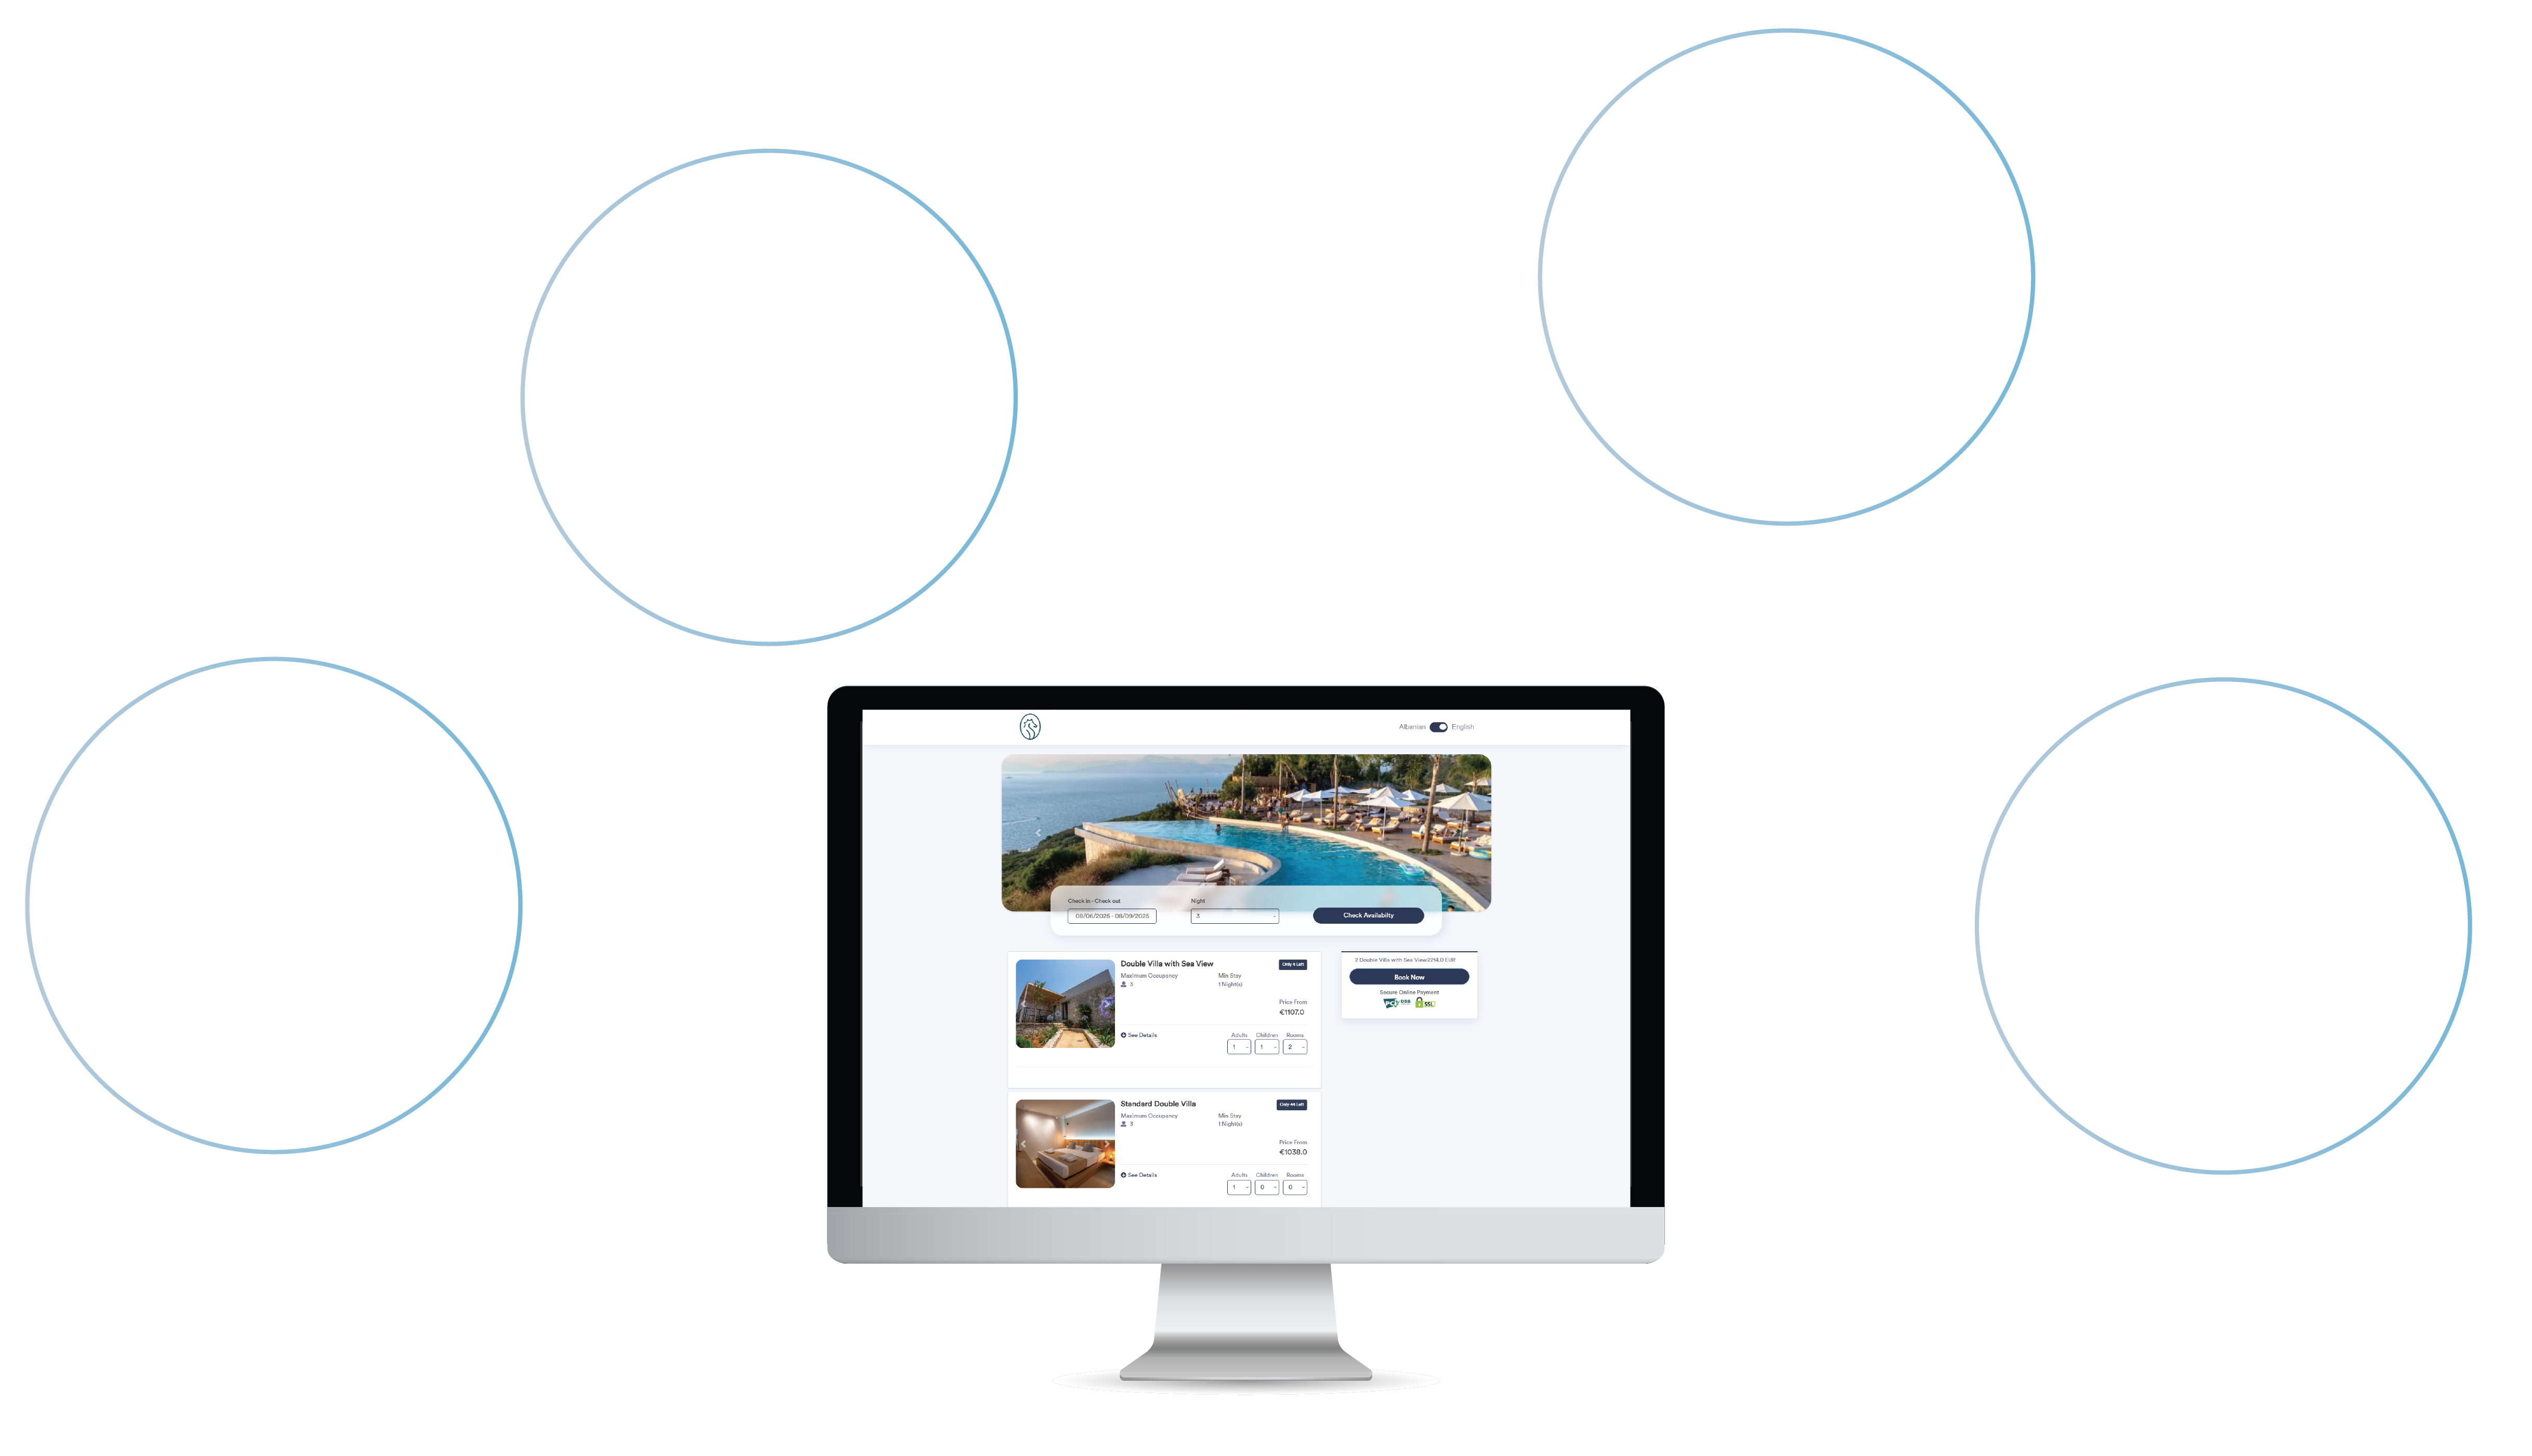 Albanian English
Check in - Check out
Night
08/06/2025 - 08/09/2025
3
Check Availabilty
Double Villa with Sea View
Only 4 Left
Maximum Occupancy
Min Stay
3
1 Night(s)
Price From
€1107.0
See Details
Adults Children Rooms
1 1 2
2 Double Villa with Sea View2214.0 EUR
Book Now
Secure Online Payment
PCI DSS SSL
Standard Double Villa
Only 44 Left
Maximum Occupancy
Min Stay
3
1 Night(s)
Price From
€1038.0
See Details
Adults Children Rooms
1 0 0